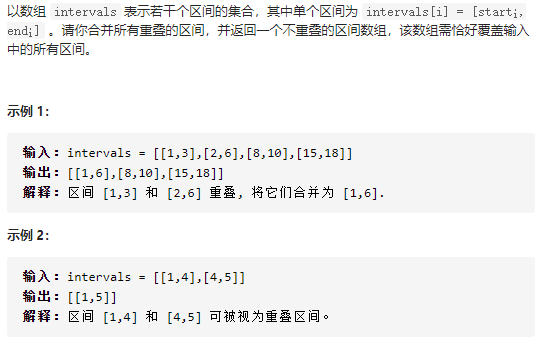 以数组 intervals 表示若干个区间的集合，其中单个区间为 intervals[i] = [starti,
endi] 。请你合并所有重叠的区间，并返回一个不重叠的区间数组，该数组需恰好覆盖输入
中的所有区间。
示例 1：
输入：intervals = [[1,3],[2,6],[8,10],[15,18]]
输出：[[1,6],[8,10],[15,18]]
解释：区间 [1,3] 和 [2,6] 重叠, 将它们合并为 [1,6].
示例 2：
输入：intervals = [[1,4],[4,5]]
输出：[[1,5]]
解释：区间 [1,4] 和 [4,5] 可被视为重叠区间。